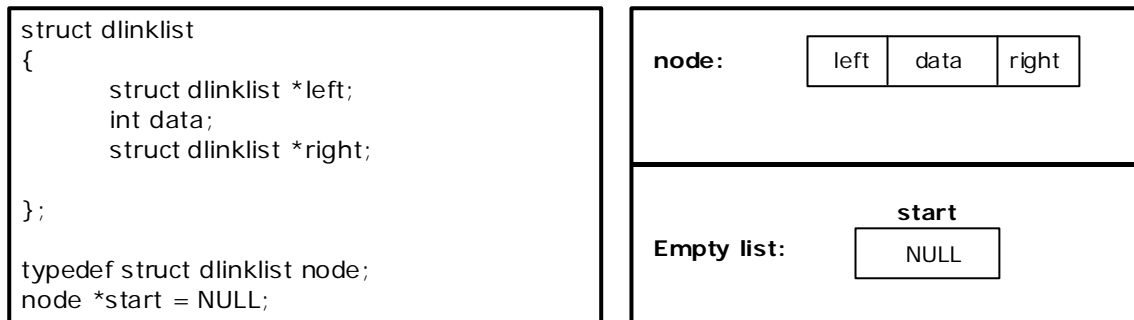 struct dlinklist
{
struct dlinklist *left;
int data;
struct dlinklist *right;
};
typedef struct dlinklist node;
node *start = NULL;
node: left data right
start
Empty list: NULL